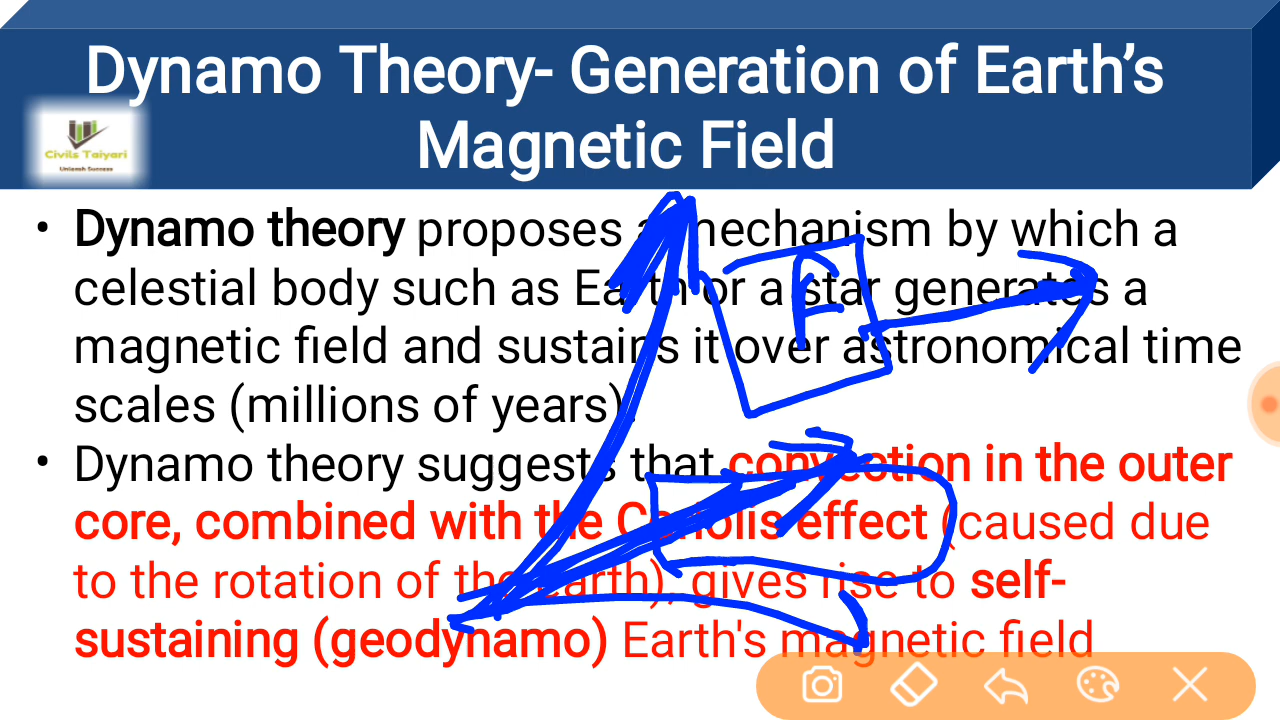 Dynamo Theory- Generation of Earth's
Magnetic Field
Civils Taiyari
Unleash Success
• Dynamo theory proposes a mechanism by which a
celestial body such as Earth or a star generates a
magnetic field and sustains it over astronomical time
scales (millions of years).
• Dynamo theory suggests that convection in the outer
core, combined with the Coriolis effect (caused due
to the rotation of the earth), gives rise to self-
sustaining (geodynamo) Earth's magnetic field
F